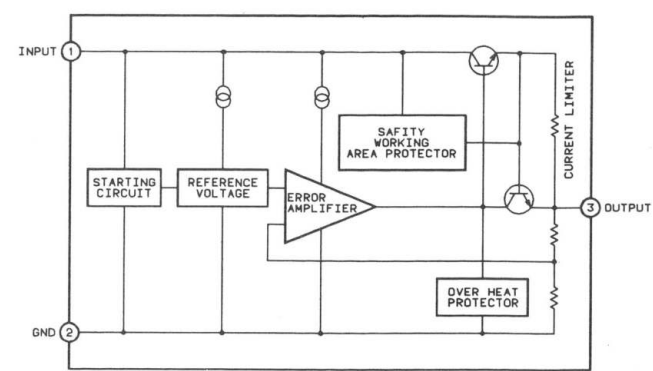 INPUT 1
SAFITY
WORKING
AREA PROTECTOR
CURRENT LIMITER
STARTING
CIRCUIT
REFERENCE
VOLTAGE
ERROR
AMPLIFIER
3 OUTPUT
OVER HEAT
PROTECTOR
GND 2